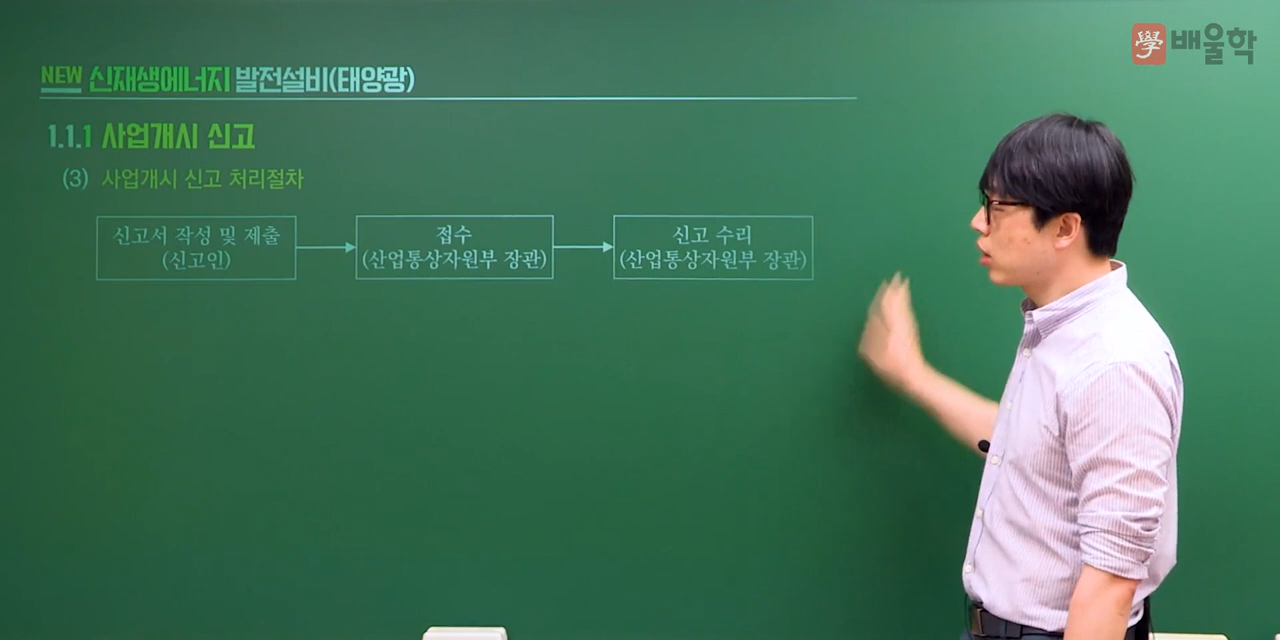 學 배울학
NEW 신재생에너지 발전설비(태양광)
1.1.1 사업개시 신고
(3) 사업개시 신고 처리절차
신고서 작성 및 제출
(신고인)
접수
(산업통상자원부 장관)
신고 수리
(산업통상자원부 장관)